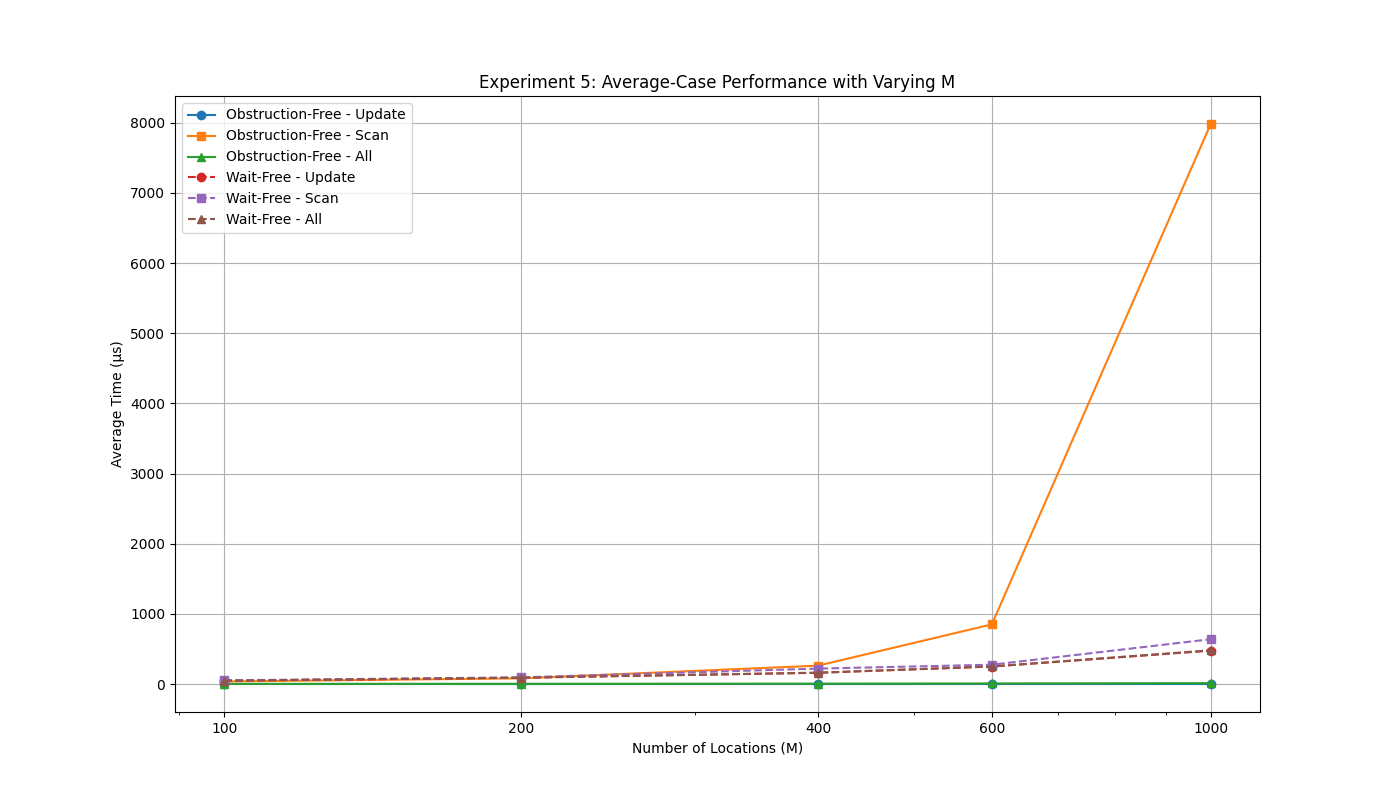 Experiment 5: Average-Case Performance with Varying M
Obstruction-Free - Update
Obstruction-Free - Scan
Obstruction-Free - All
Wait-Free - Update
Wait-Free - Scan
Wait-Free - All
8000
7000
6000
5000
4000
3000
2000
1000
0
Average Time (µs)
100 200 400 600 1000
Number of Locations (M)